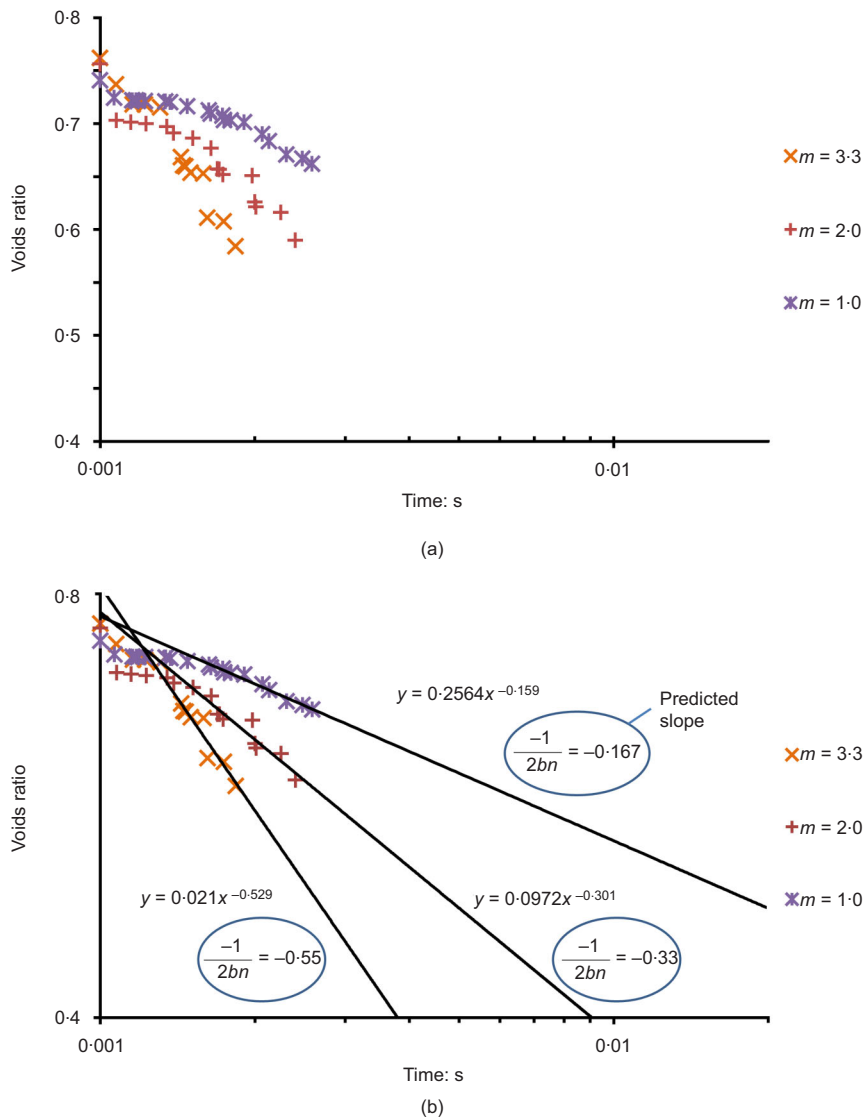 0·8
0·7
0·6
0·5
0·4
Voids ratio
0·001
0·01
Time: s
m = 3·3
m = 2·0
m = 1·0
(a)
0·8
0·4
Voids ratio
y = 0·2564x^–0·159
Predicted
slope
–1/2bn = –0·167
y = 0·021x^–0·529
–1/2bn = –0·55
y = 0·0972x^–0·301
–1/2bn = –0·33
m = 3·3
m = 2·0
m = 1·0
0·001
0·01
Time: s
(b)